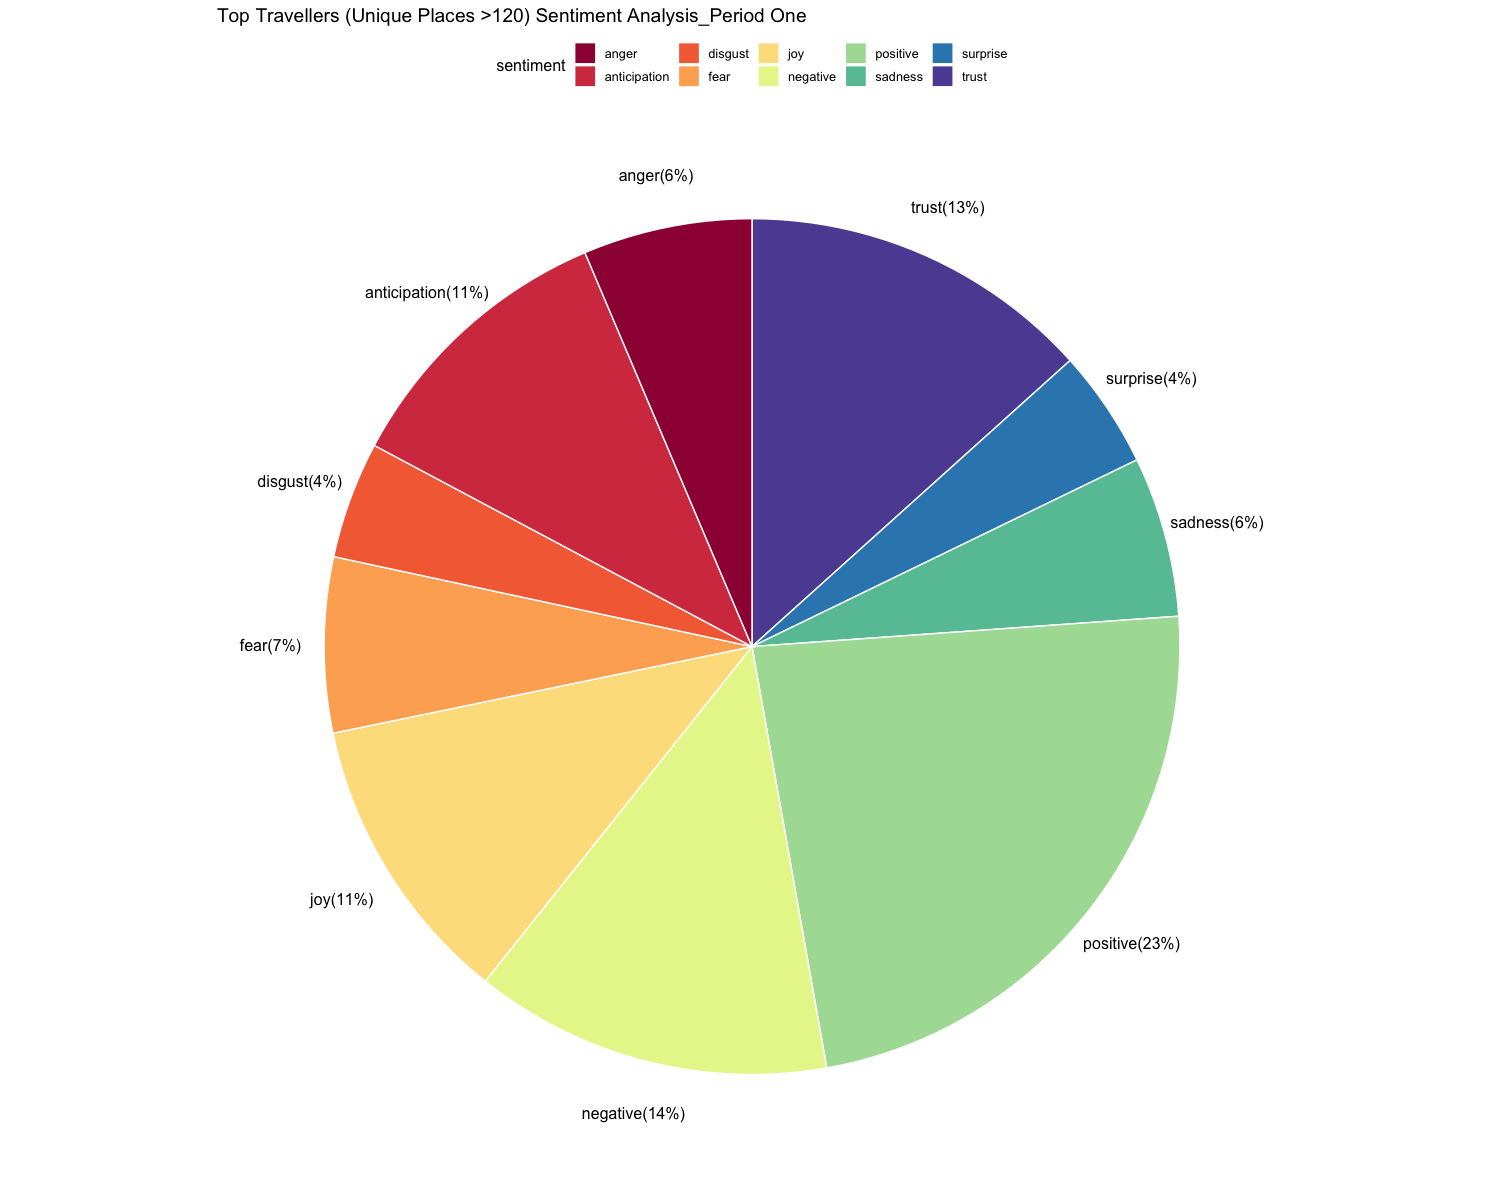 Top Travellers (Unique Places >120) Sentiment Analysis_Period One
sentiment
anger
disgust
joy
positive
surprise
anticipation
fear
negative
sadness
trust
anger(6%)
trust(13%)
anticipation(11%)
surprise(4%)
disgust(4%)
sadness(6%)
fear(7%)
joy(11%)
positive(23%)
negative(14%)